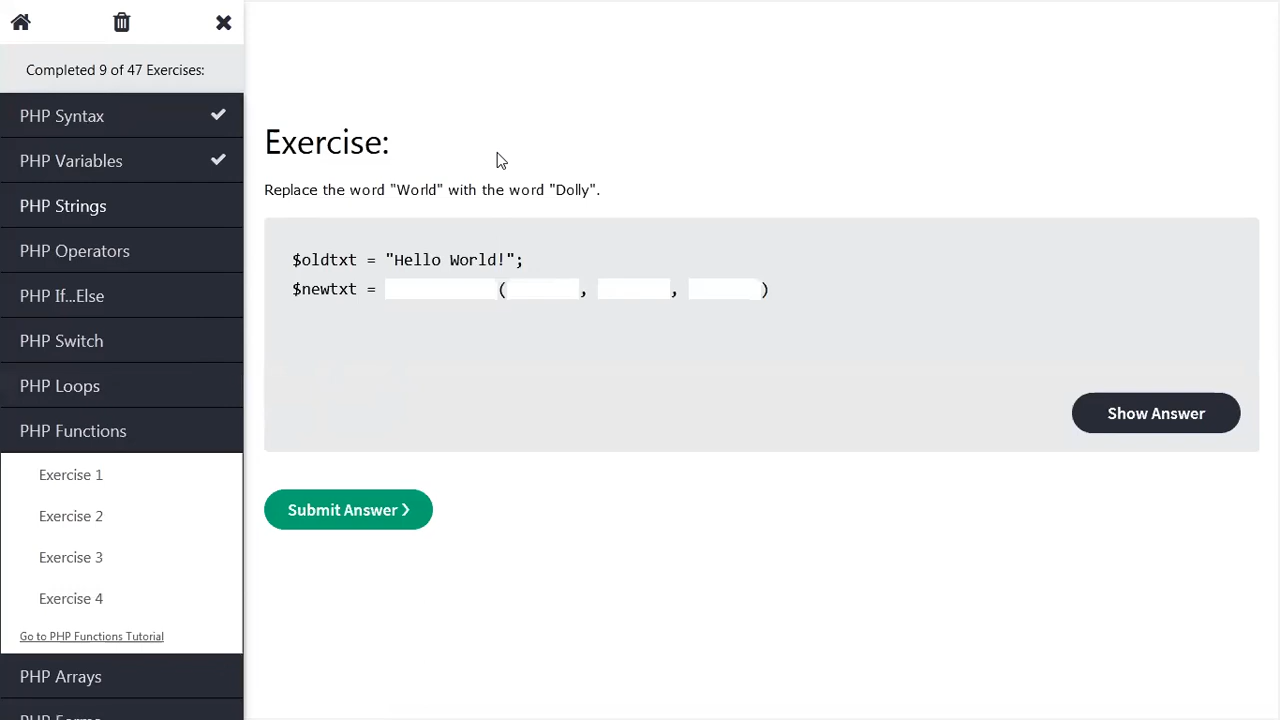 Completed 9 of 47 Exercises:
PHP Syntax
PHP Variables
PHP Strings
PHP Operators
PHP If...Else
PHP Switch
PHP Loops
PHP Functions
Exercise 1
Exercise 2
Exercise 3
Exercise 4
Go to PHP Functions Tutorial
PHP Arrays
PHP Forms
Exercise:
Replace the word "World" with the word "Dolly".
$oldtxt = "Hello World!";
$newtxt = ( , , )
Show Answer
Submit Answer ❯